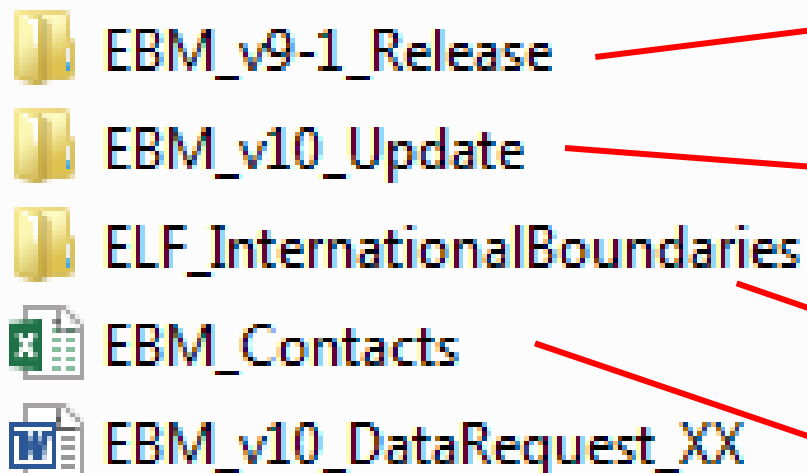 EBM_v9-1_Release
EBM_v10_Update
ELF_InternationalBoundaries
EBM_Contacts
EBM_v10_DataRequest_XX